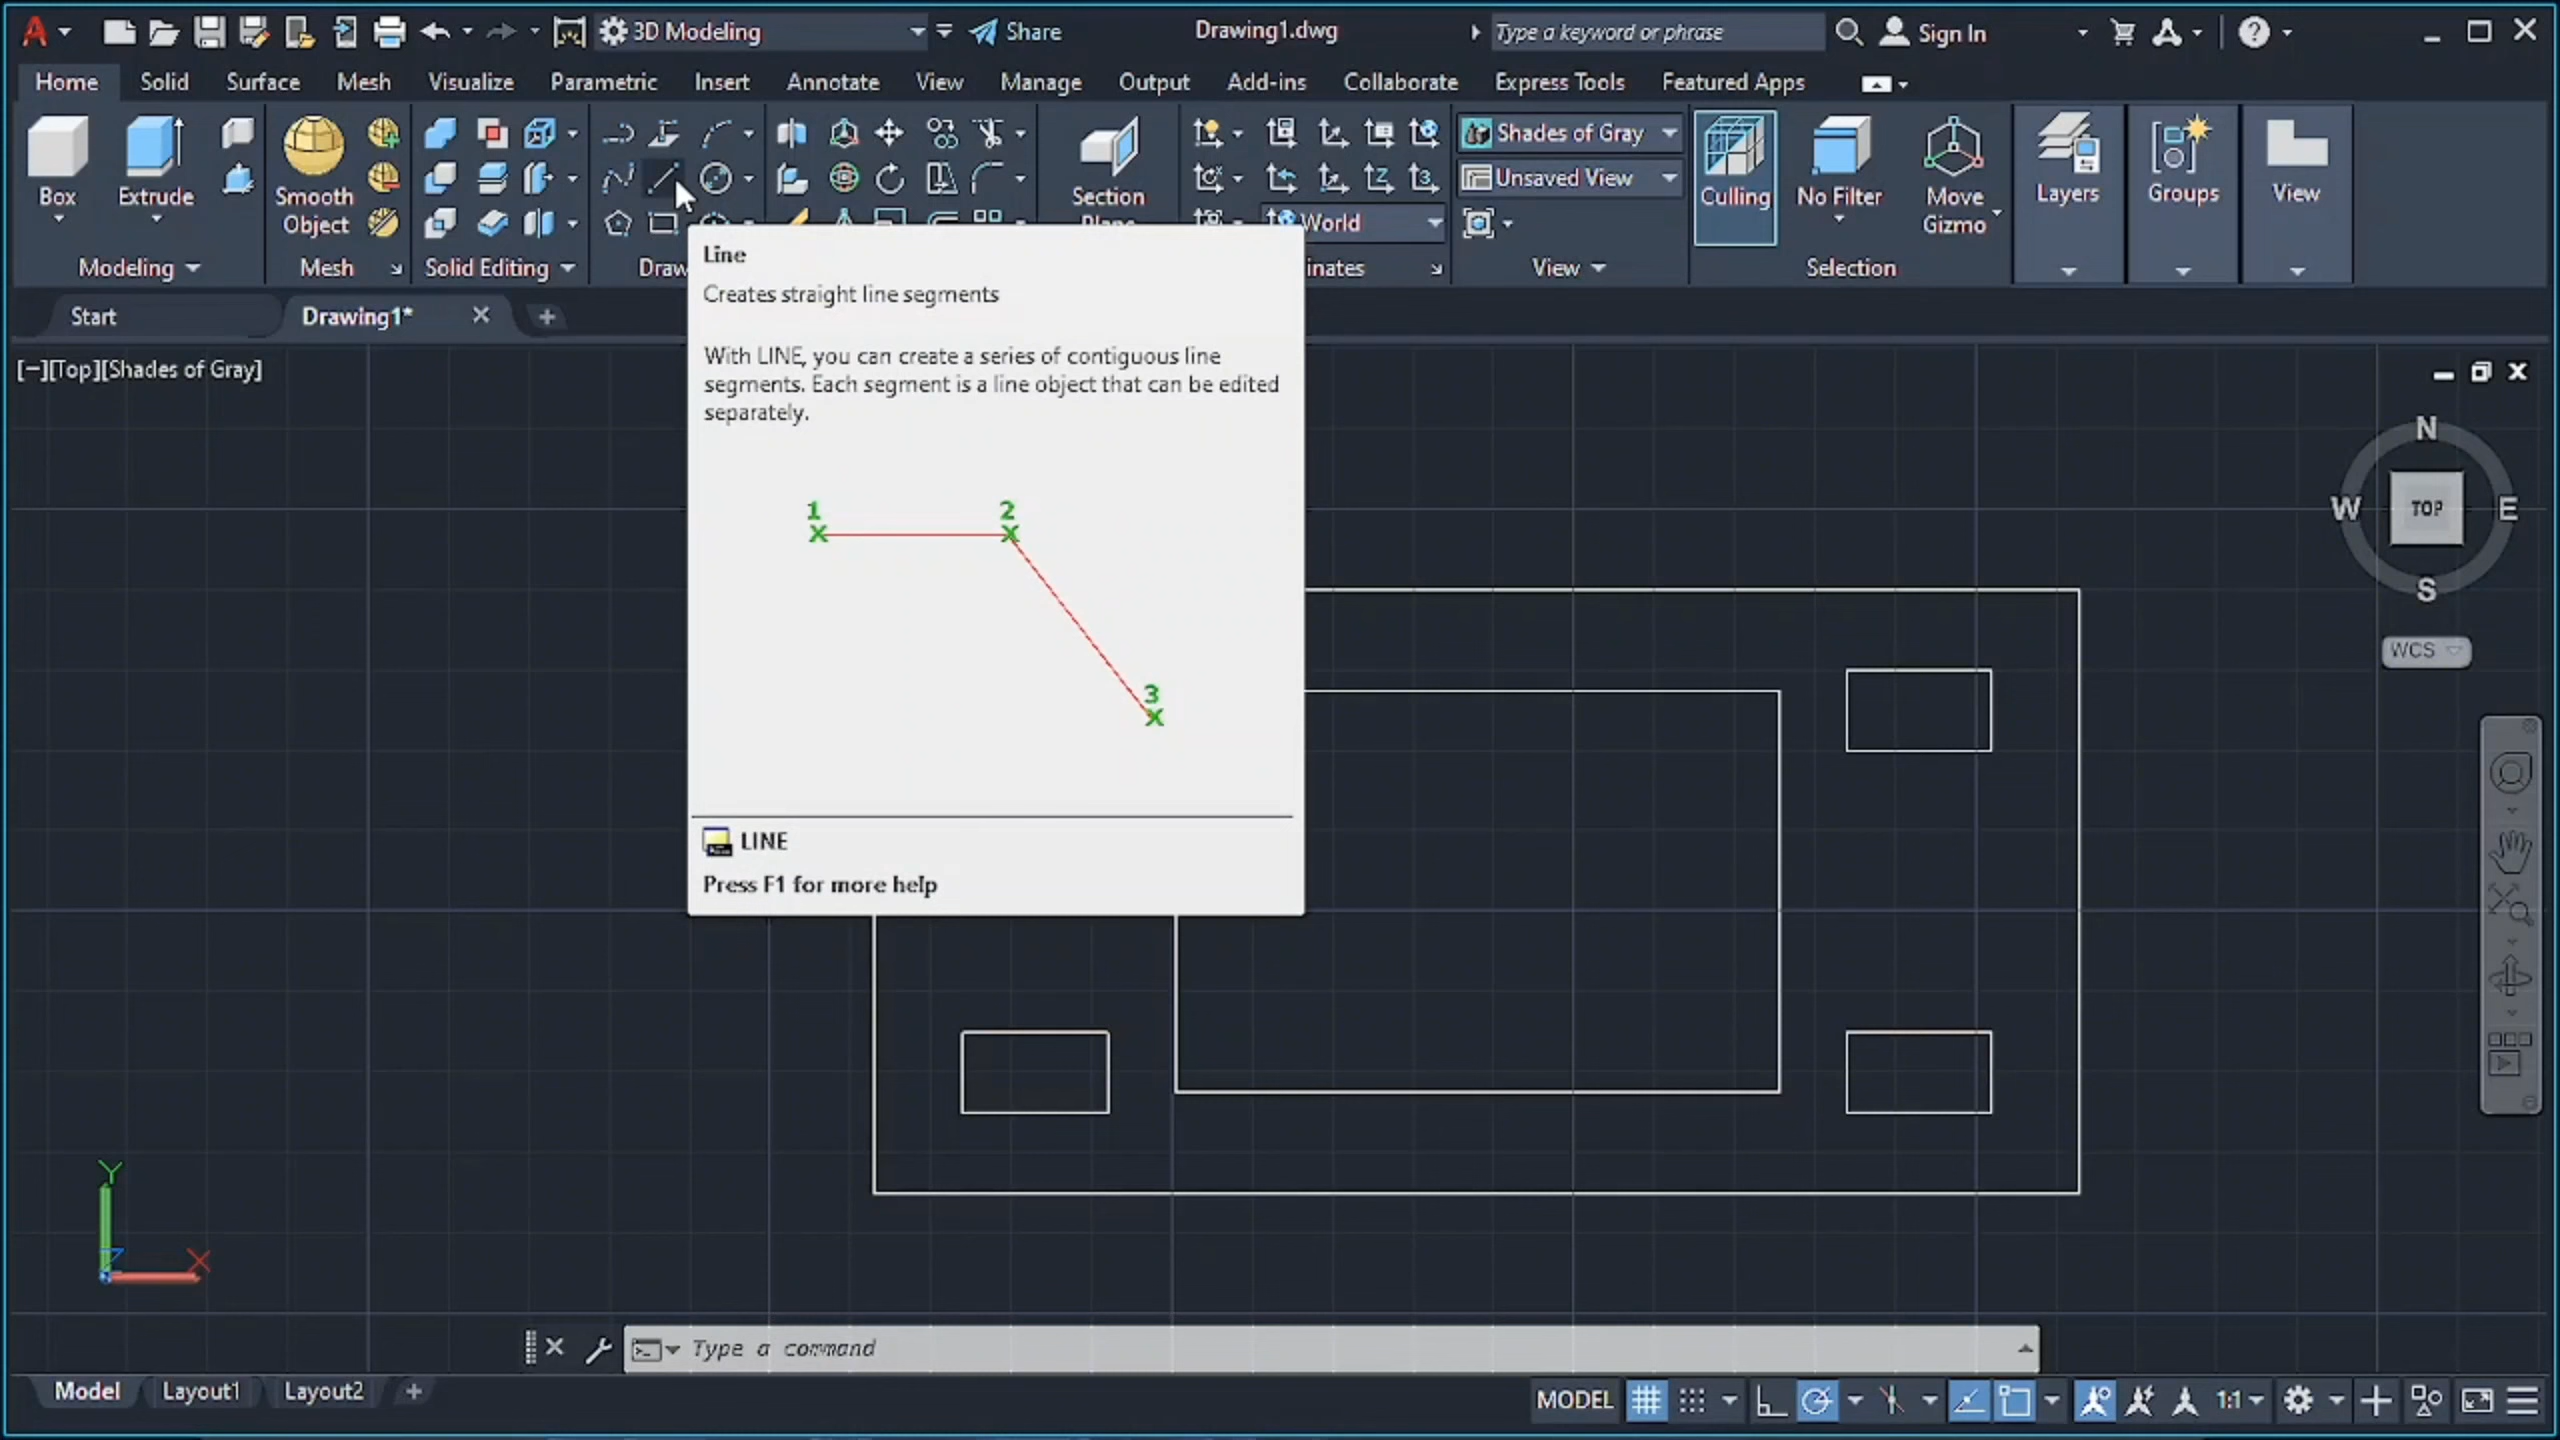 3D Modeling
Share
Drawing1.dwg
Type a keyword or phrase
Sign In
Home
Solid
Surface
Mesh
Visualize
Parametric
Insert
Annotate
View
Manage
Output
Add-ins
Collaborate
Express Tools
Featured Apps
Box
Extrude
Smooth
Object
Section
Shades of Gray
Unsaved View
World
Culling
No Filter
Move
Gizmo
Layers
Groups
View
Modeling
Mesh
Solid Editing
Draw
inates
View
Selection
Start
Drawing1*
[−][Top][Shades of Gray]
Line
Creates straight line segments
With LINE, you can create a series of contiguous line
segments. Each segment is a line object that can be edited
separately.
1
2
3
LINE
Press F1 for more help
N
W
TOP
E
S
WCS
Y
Z
X
Type a command
Model
Layout1
Layout2
MODEL
1:1